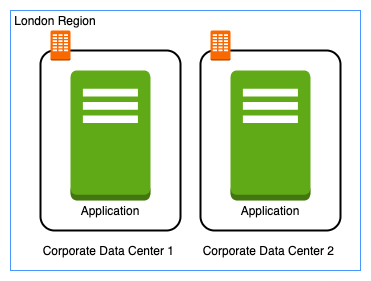 London Region
Application
Application
Corporate Data Center 1
Corporate Data Center 2